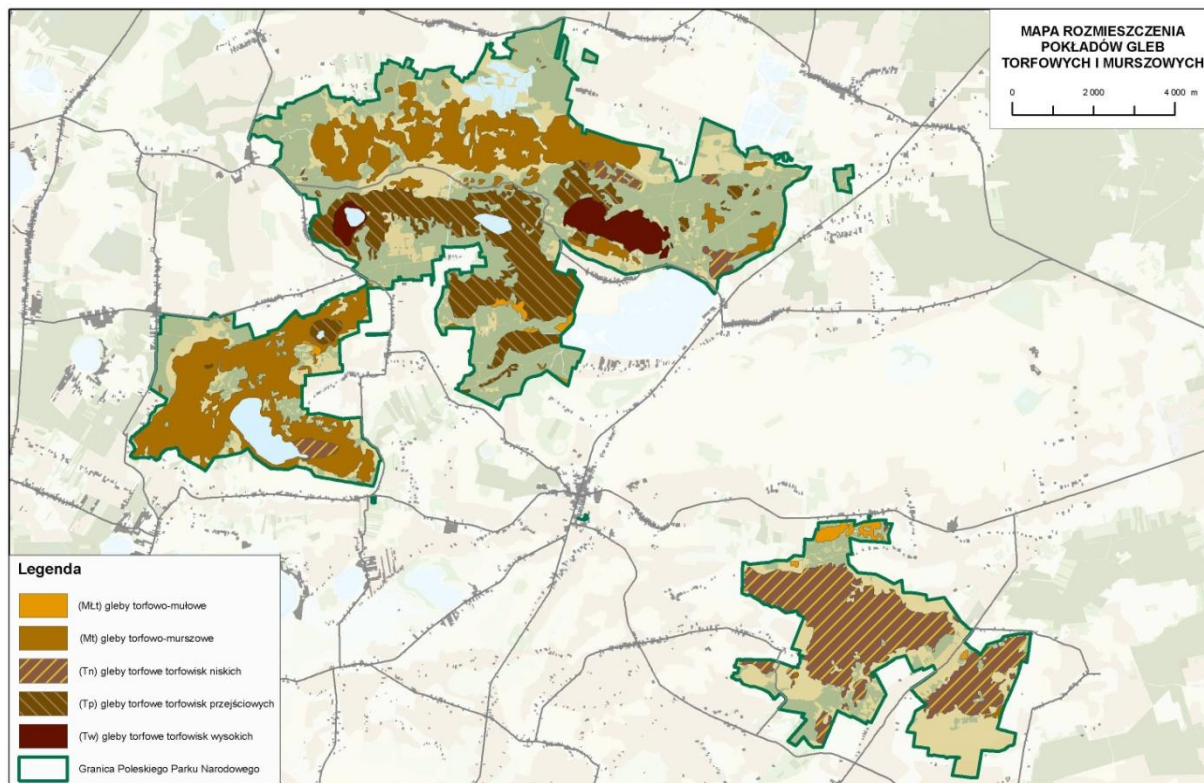 MAPA ROZMIESZCZENIA
POKŁADÓW GLEB
TORFOWYCH I MURSZOWYCH
0 2 000 4 000 m
Legenda
(MŁt) gleby torfowo-mułowe
(Mt) gleby torfowo-murszowe
(Tn) gleby torfowe torfowisk niskich
(Tp) gleby torfowe torfowisk przejściowych
(Tw) gleby torfowe torfowisk wysokich
Granica Poleskiego Parku Narodowego